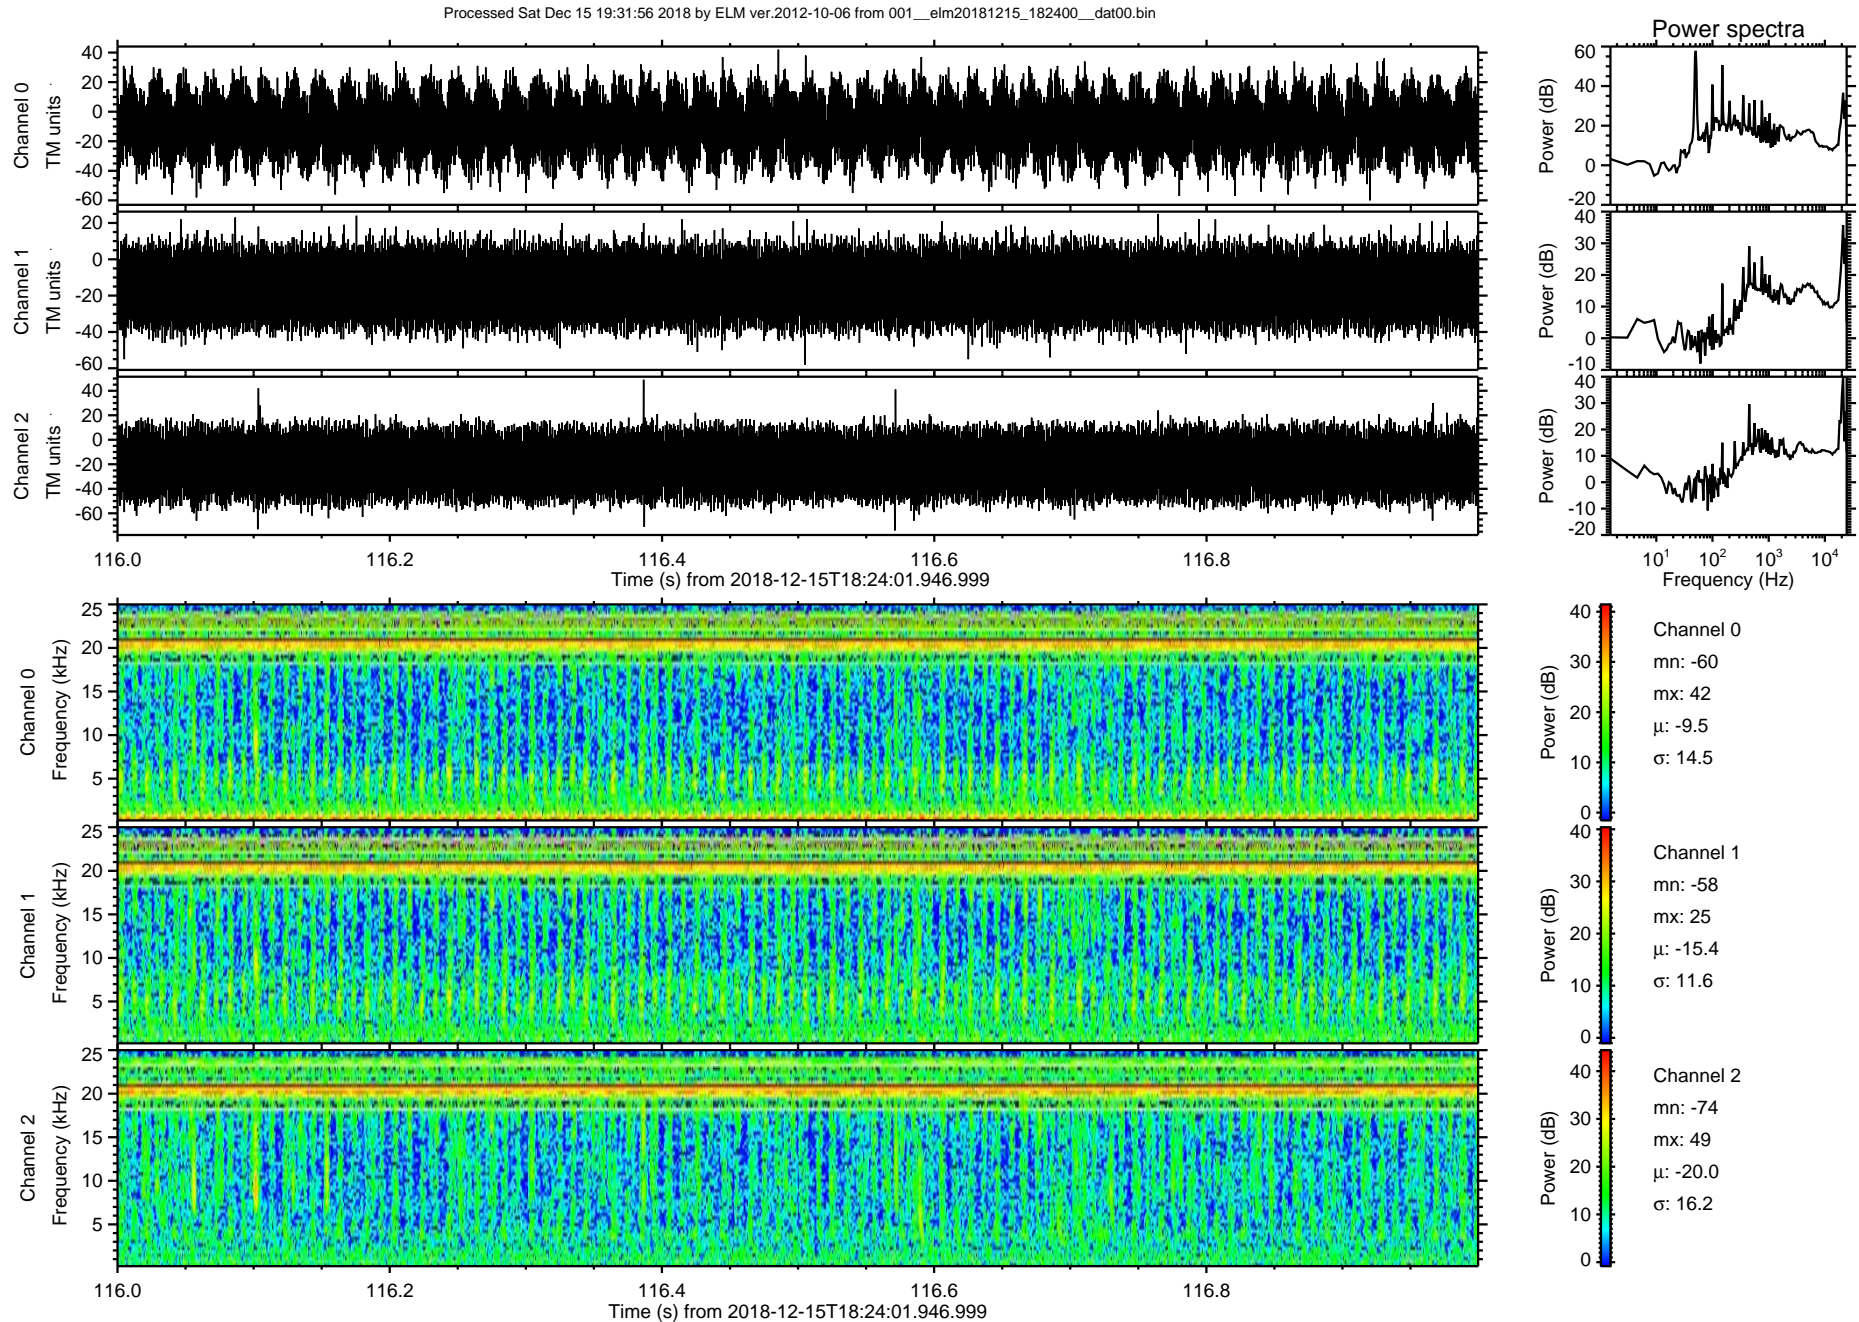 Processed Sat Dec 15 19:31:56 2018 by ELM ver.2012-10-06 from 001__elm20181215_182400__dat00.bin
Power spectra
Channel 0
TM units
40
20
0
-20
-40
-60
Power (dB)
60
40
20
0
-20
Channel 1
TM units
20
0
-20
-40
-60
Power (dB)
40
30
20
10
0
-10
Channel 2
TM units
40
20
0
-20
-40
-60
Power (dB)
40
30
20
10
0
-10
-20
116.0 116.2 116.4 116.6 116.8
Time (s) from 2018-12-15T18:24:01.946.999
10¹ 10² 10³ 10⁴
Frequency (Hz)
Channel 0
Frequency (kHz)
25
20
15
10
5
Power (dB)
40
30
20
10
0
Channel 0
mn: -60
mx: 42
μ: -9.5
σ: 14.5
Channel 1
Frequency (kHz)
25
20
15
10
5
Power (dB)
40
30
20
10
0
Channel 1
mn: -58
mx: 25
μ: -15.4
σ: 11.6
Channel 2
Frequency (kHz)
25
20
15
10
5
Power (dB)
40
30
20
10
0
Channel 2
mn: -74
mx: 49
μ: -20.0
σ: 16.2
116.0 116.2 116.4 116.6 116.8
Time (s) from 2018-12-15T18:24:01.946.999